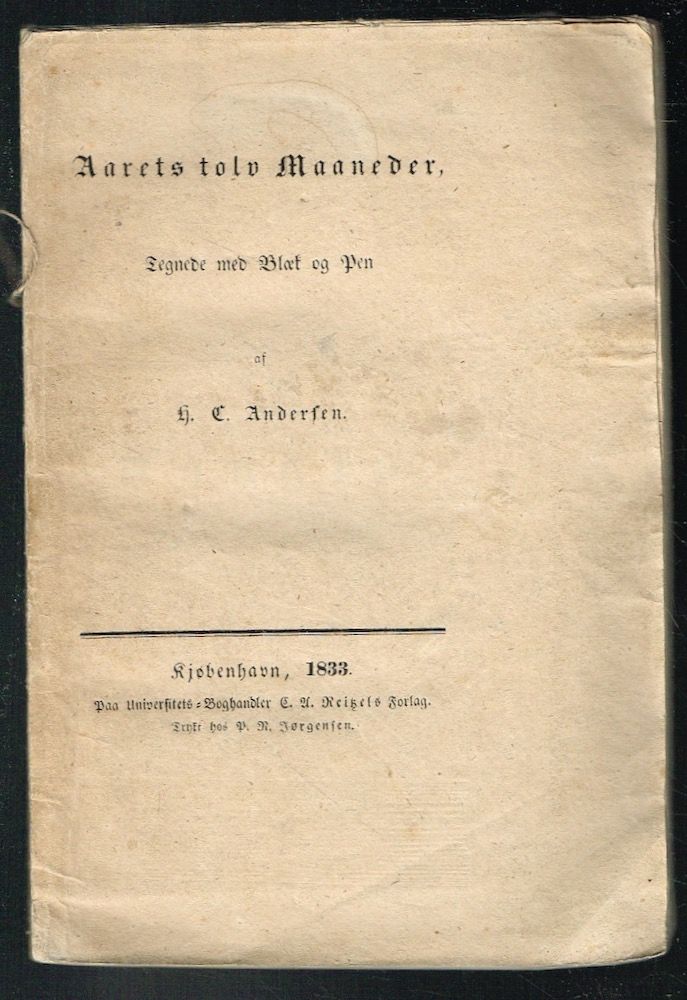 Aarets tolv Maaneder,
Tegnede med Blæk og Pen
af
H. C. Andersen.
Kjøbenhavn, 1833.
Paa Universitets-Boghandler C. A. Reitzels Forlag.
Trykt hos P. N. Jørgensen.